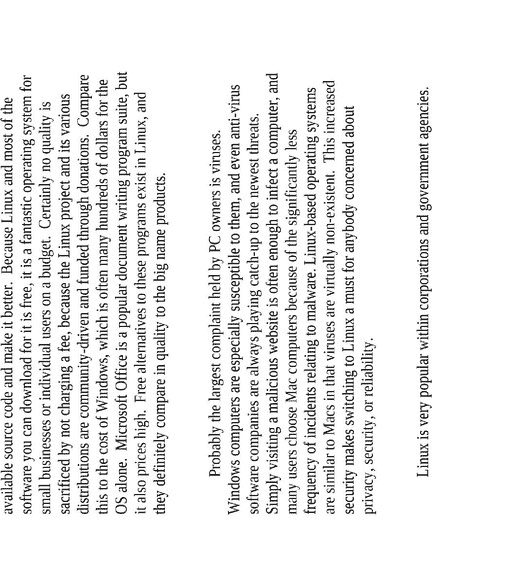 available source code and make it better.  Because Linux and most of the
software you can download for it is free, it is a fantastic operating system for
small businesses or individual users on a budget.  Certainly no quality is
sacrificed by not charging a fee, because the Linux project and its various
distributions are community-driven and funded through donations.  Compare
this to the cost of Windows, which is often many hundreds of dollars for the
OS alone.  Microsoft Office is a popular document writing program suite, but
it also prices high.  Free alternatives to these programs exist in Linux, and
they definitely compare in quality to the big name products.
Probably the largest complaint held by PC owners is viruses.
Windows computers are especially susceptible to them, and even anti-virus
software companies are always playing catch-up to the newest threats.
Simply visiting a malicious website is often enough to infect a computer, and
many users choose Mac computers because of the significantly less
frequency of incidents relating to malware. Linux-based operating systems
are similar to Macs in that viruses are virtually non-existent.  This increased
security makes switching to Linux a must for anybody concerned about
privacy, security, or reliability.
Linux is very popular within corporations and government agencies.